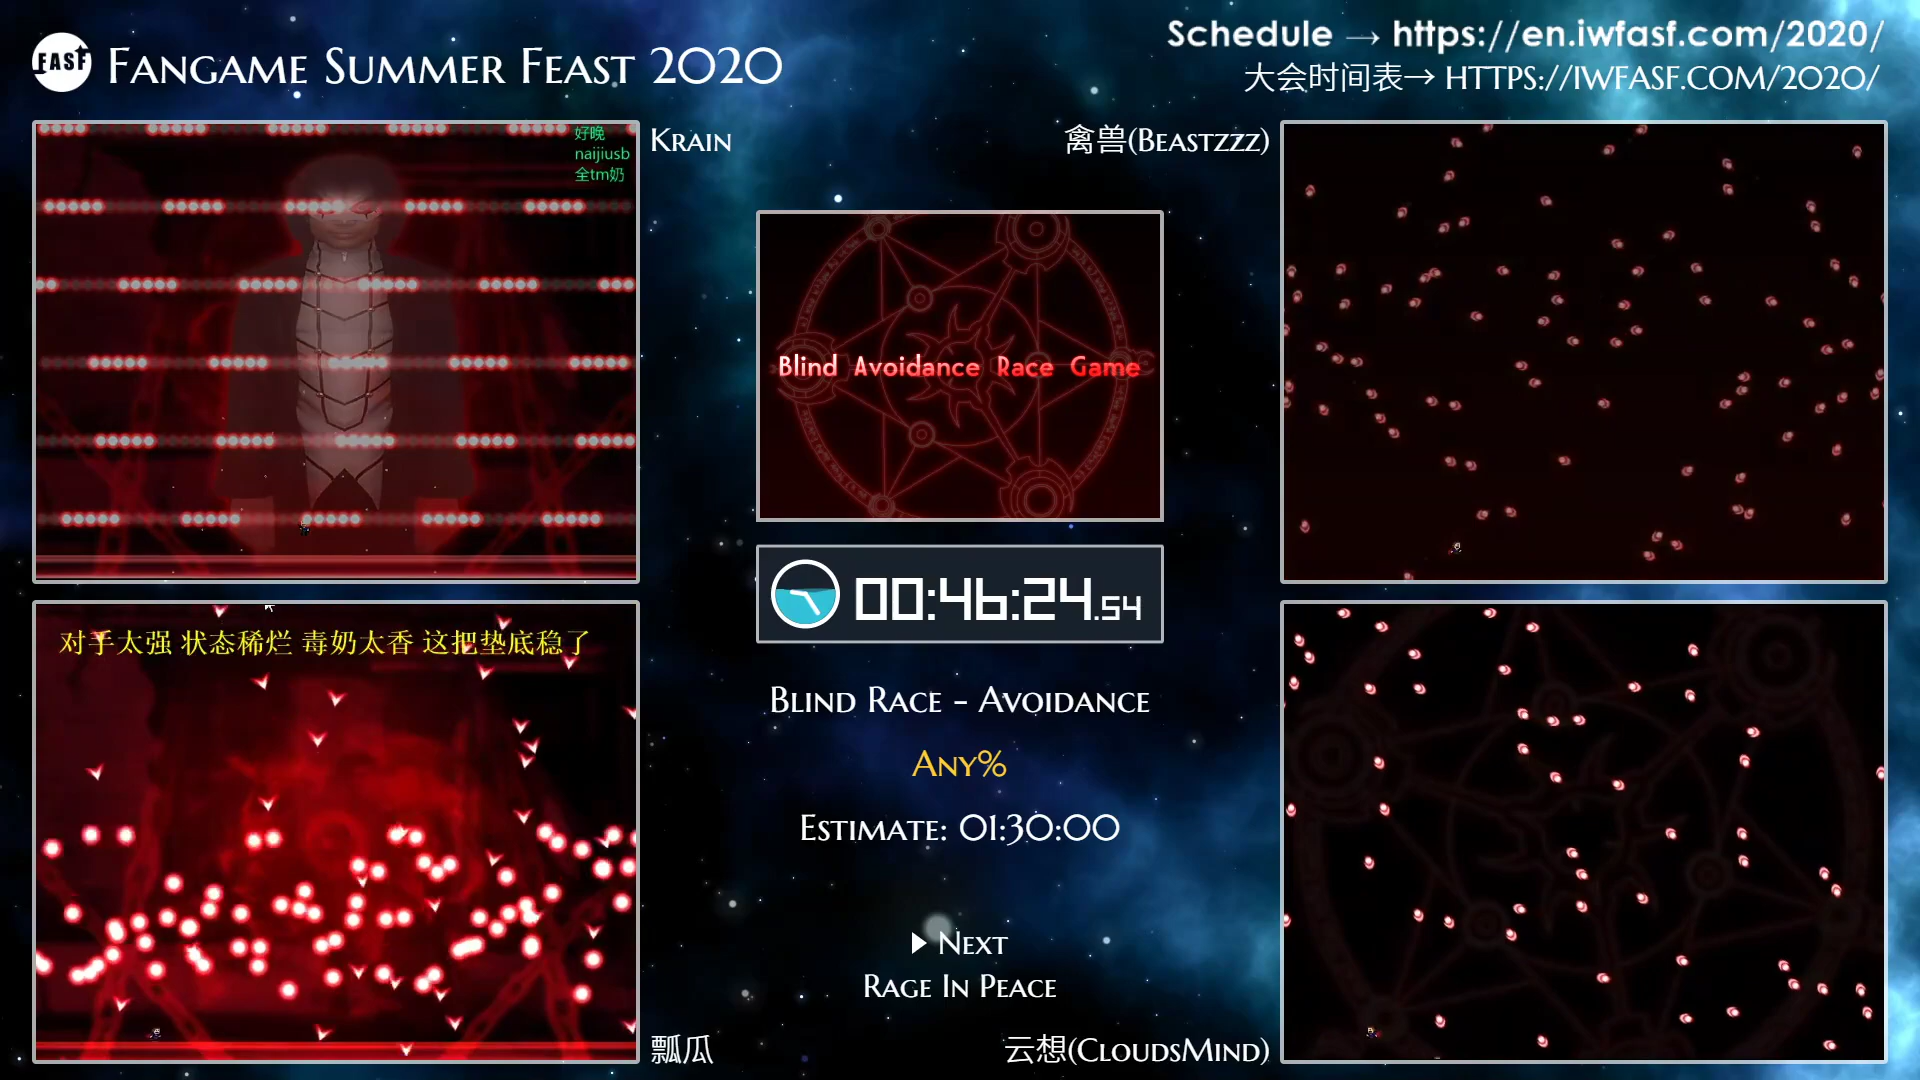 FASF
Fangame Summer Feast 2020
Schedule → https://en.iwfasf.com/2020/
大会时间表→ https://iwfasf.com/2020/
好晚
naijiusb
全tm奶
Krain
禽兽(Beastzzz)
Blind Avoidance Race Game
00:46:24.54
对手太强 状态稀烂 毒奶太香 这把垫底稳了
Blind Race - Avoidance
Any%
Estimate: 01:30:00
Next
Rage In Peace
瓢瓜
云想(CloudsMind)